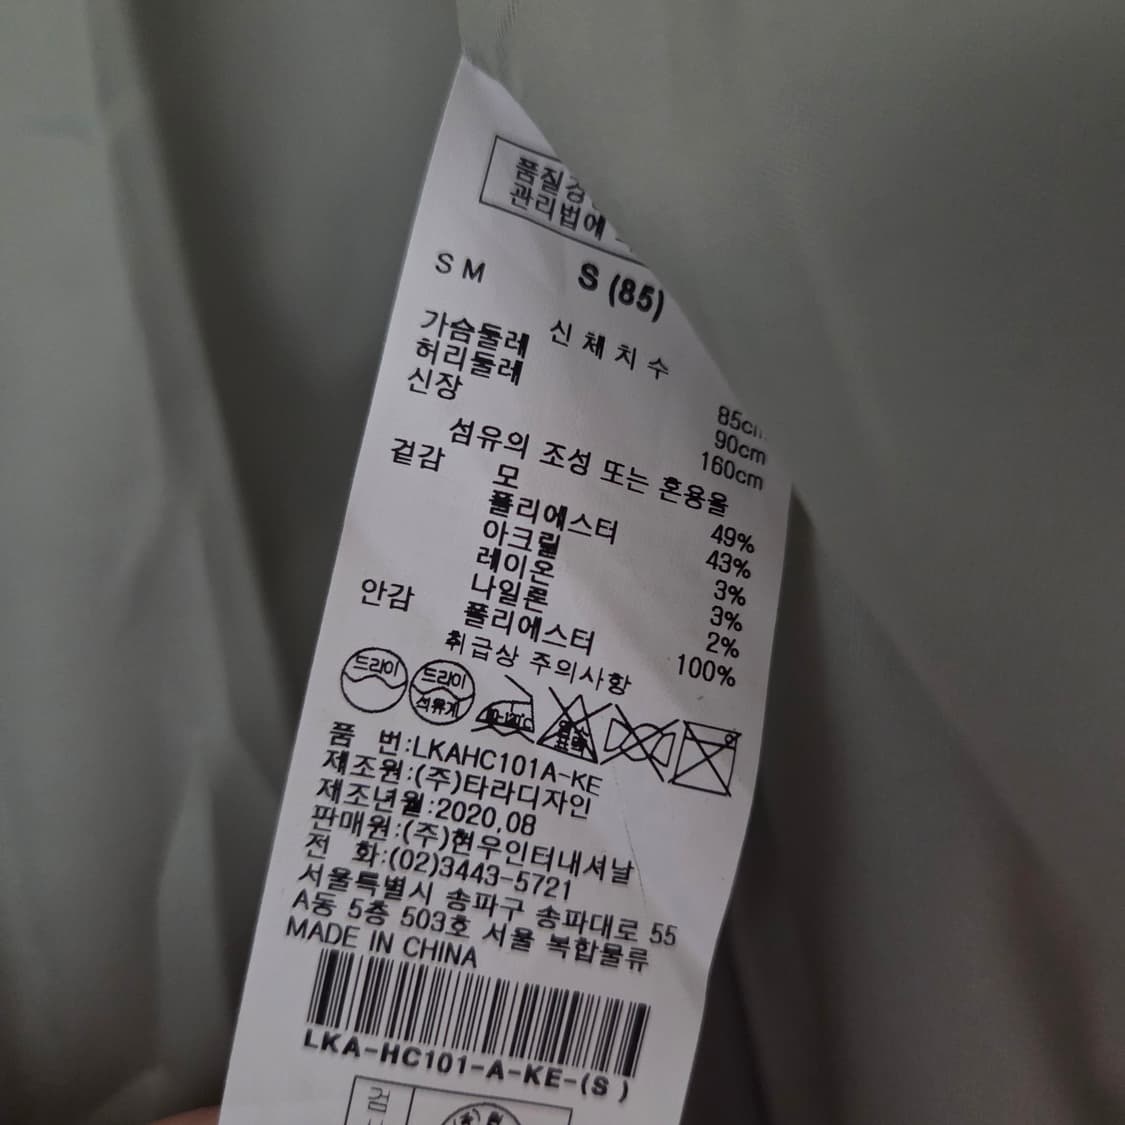 품질경
관리법에
SM S (85)
신체치수
가슴둘레 85cm
허리둘레 90cm
신장 160cm
섬유의 조성 또는 혼용율
겉감 모 49%
폴리에스터 43%
아크릴 3%
레이온 3%
나일론 2%
안감 폴리에스터 100%
취급상 주의사항
드라이 드라이 석유계 염소 표백
품 번:LKAHC101A-KE
제조원:(주)타라디자인
제조년월:2020.08
판매원:(주)현우인터내셔날
전 화:(02)3443-5721
서울특별시 송파구 송파대로 55
A동 5층 503호 서울 복합물류
MADE IN CHINA
LKA-HC101-A-KE-(S )
검